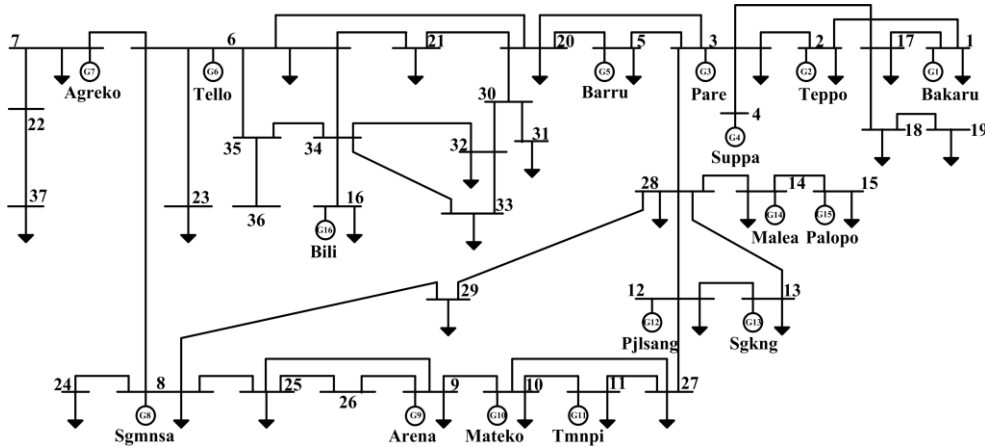 7 6 21 20 5 3 2 17 1
G7 G6 G5 G3 G2 G1
Agreko Tello Barru Pare Teppo Bakaru
22 30 31 4 18 19
G4
Suppa
35 34 32
37 23 36 16 33 28 14 15
G16 G14 G15
Bili Malea Palopo
29 12 13
G12 G13
Pjlsang Sgkng
24 8 25 26 9 10 11 27
G8 G9 G10 G11
Sgmnsa Arena Mateko Tmnpi